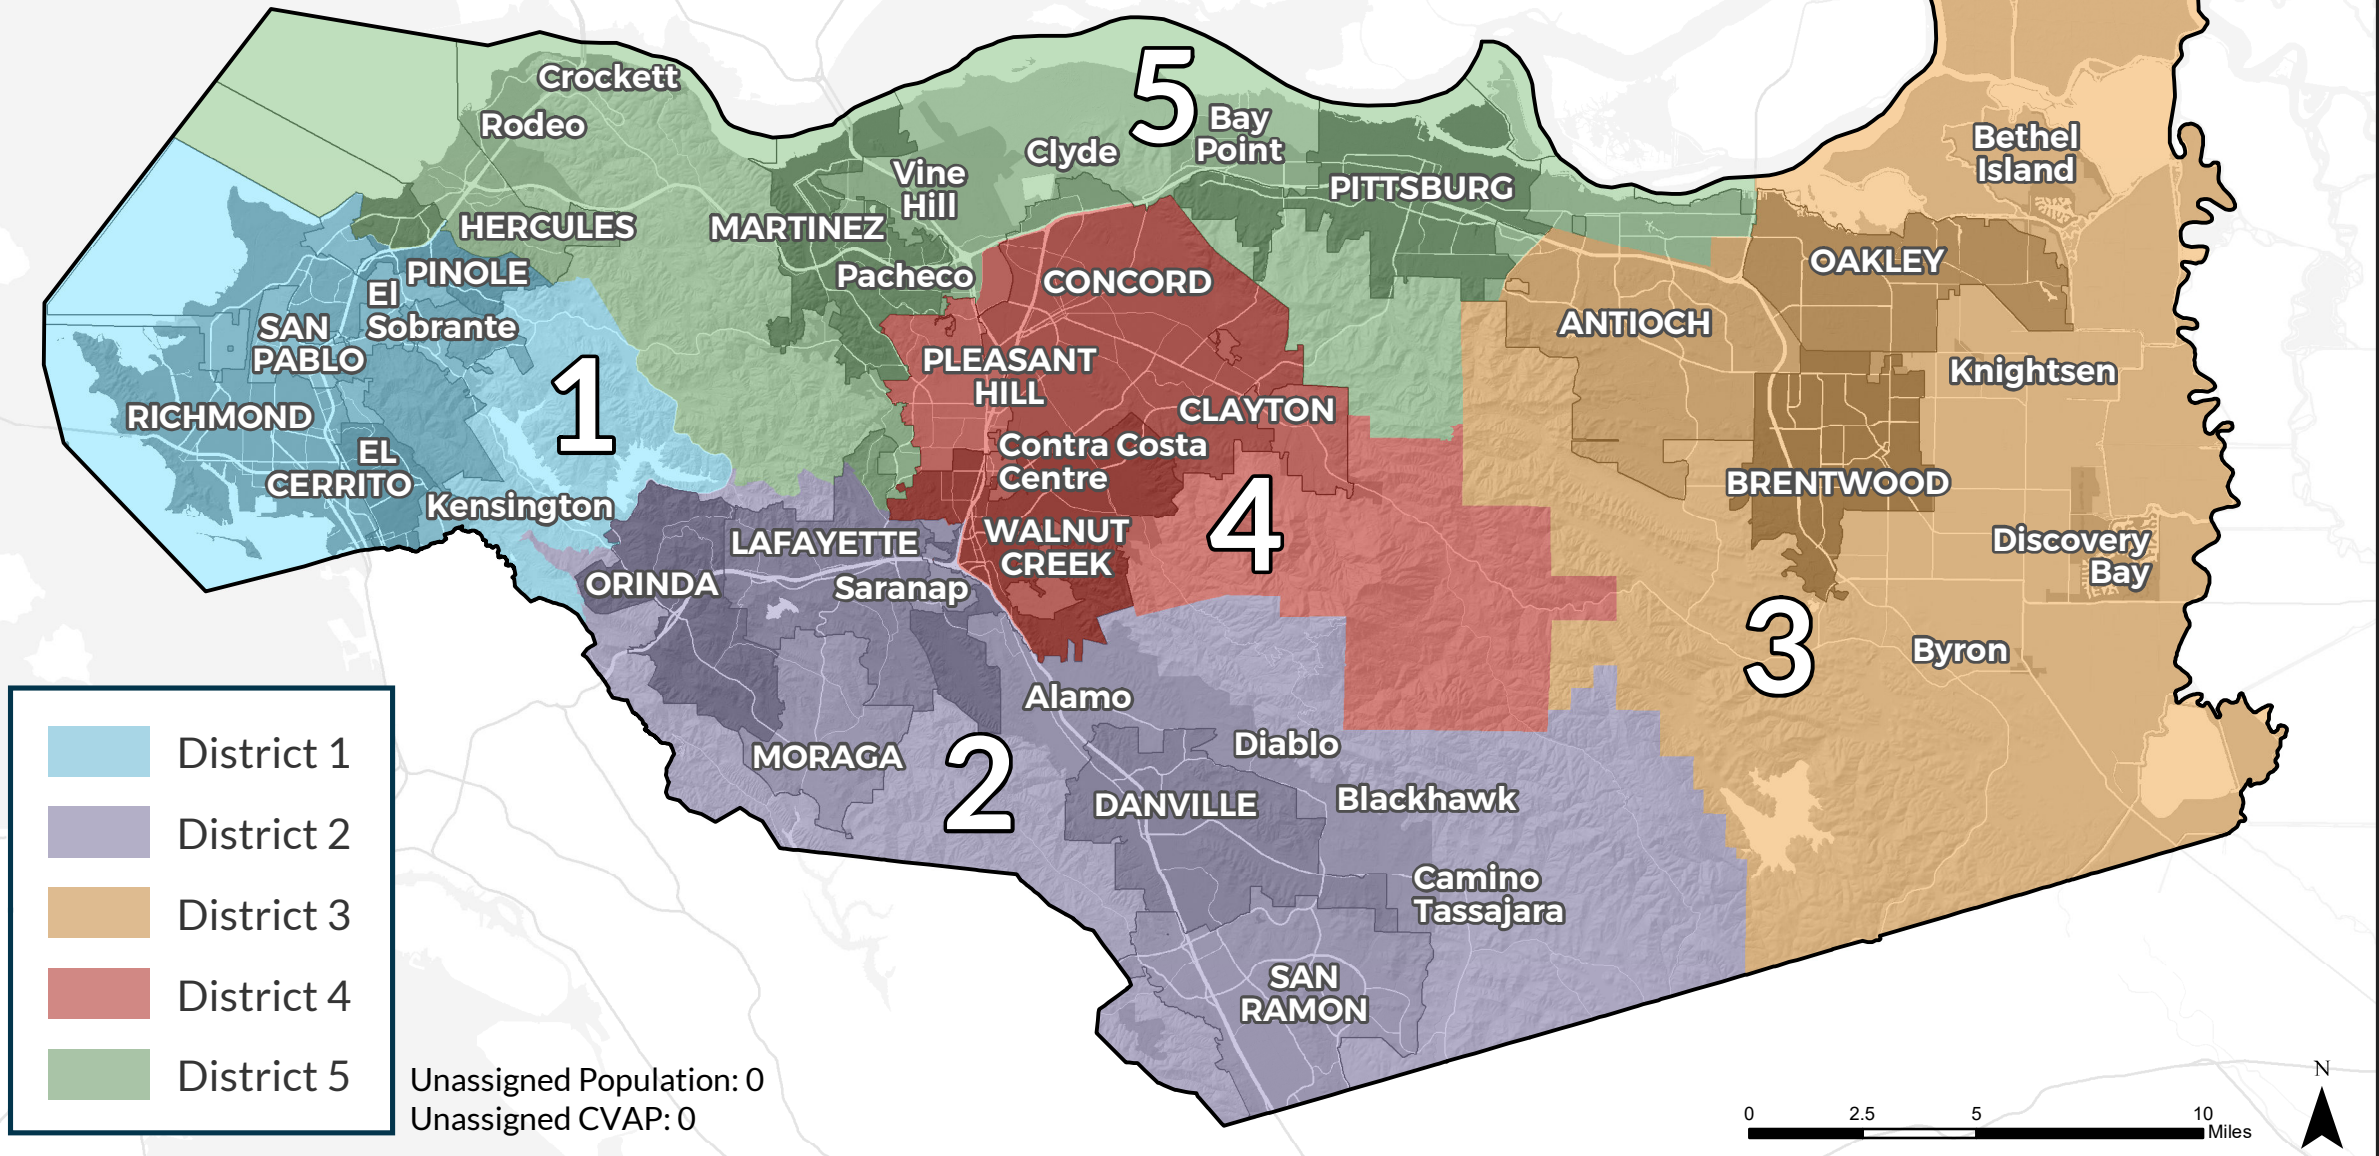 Crockett
Rodeo
5
Bay
Point
Clyde
Vine
Hill
Bethel
Island
PITTSBURG
HERCULES
MARTINEZ
PINOLE
Pacheco
CONCORD
OAKLEY
El
Sobrante
SAN
PABLO
ANTIOCH
PLEASANT
HILL
Knightsen
1
RICHMOND
CLAYTON
EL
CERRITO
Contra Costa
Centre
BRENTWOOD
Kensington
4
LAFAYETTE
WALNUT
CREEK
Discovery
Bay
ORINDA
Saranap
3
Byron
Alamo
MORAGA
2
Diablo
DANVILLE
Blackhawk
Camino
Tassajara
SAN
RAMON
District 1
District 2
District 3
District 4
District 5
Unassigned Population: 0
Unassigned CVAP: 0
N
0 2.5 5 10
Miles